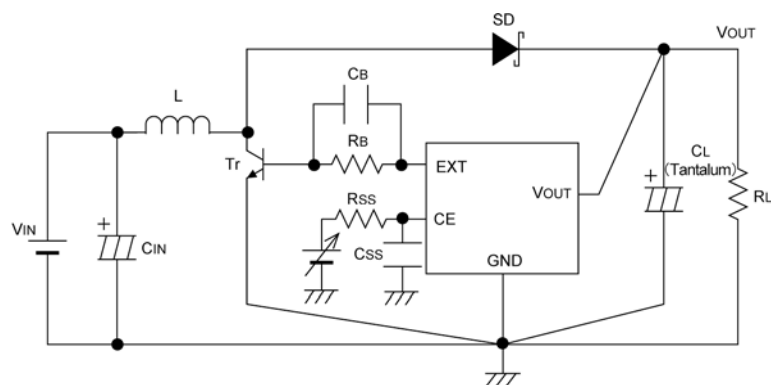 SD
VOUT
CB
L
RB
Tr
EXT
CL
(Tantalum)
VOUT
RL
RSS
CE
+
+
VIN
CIN
CSS
GND